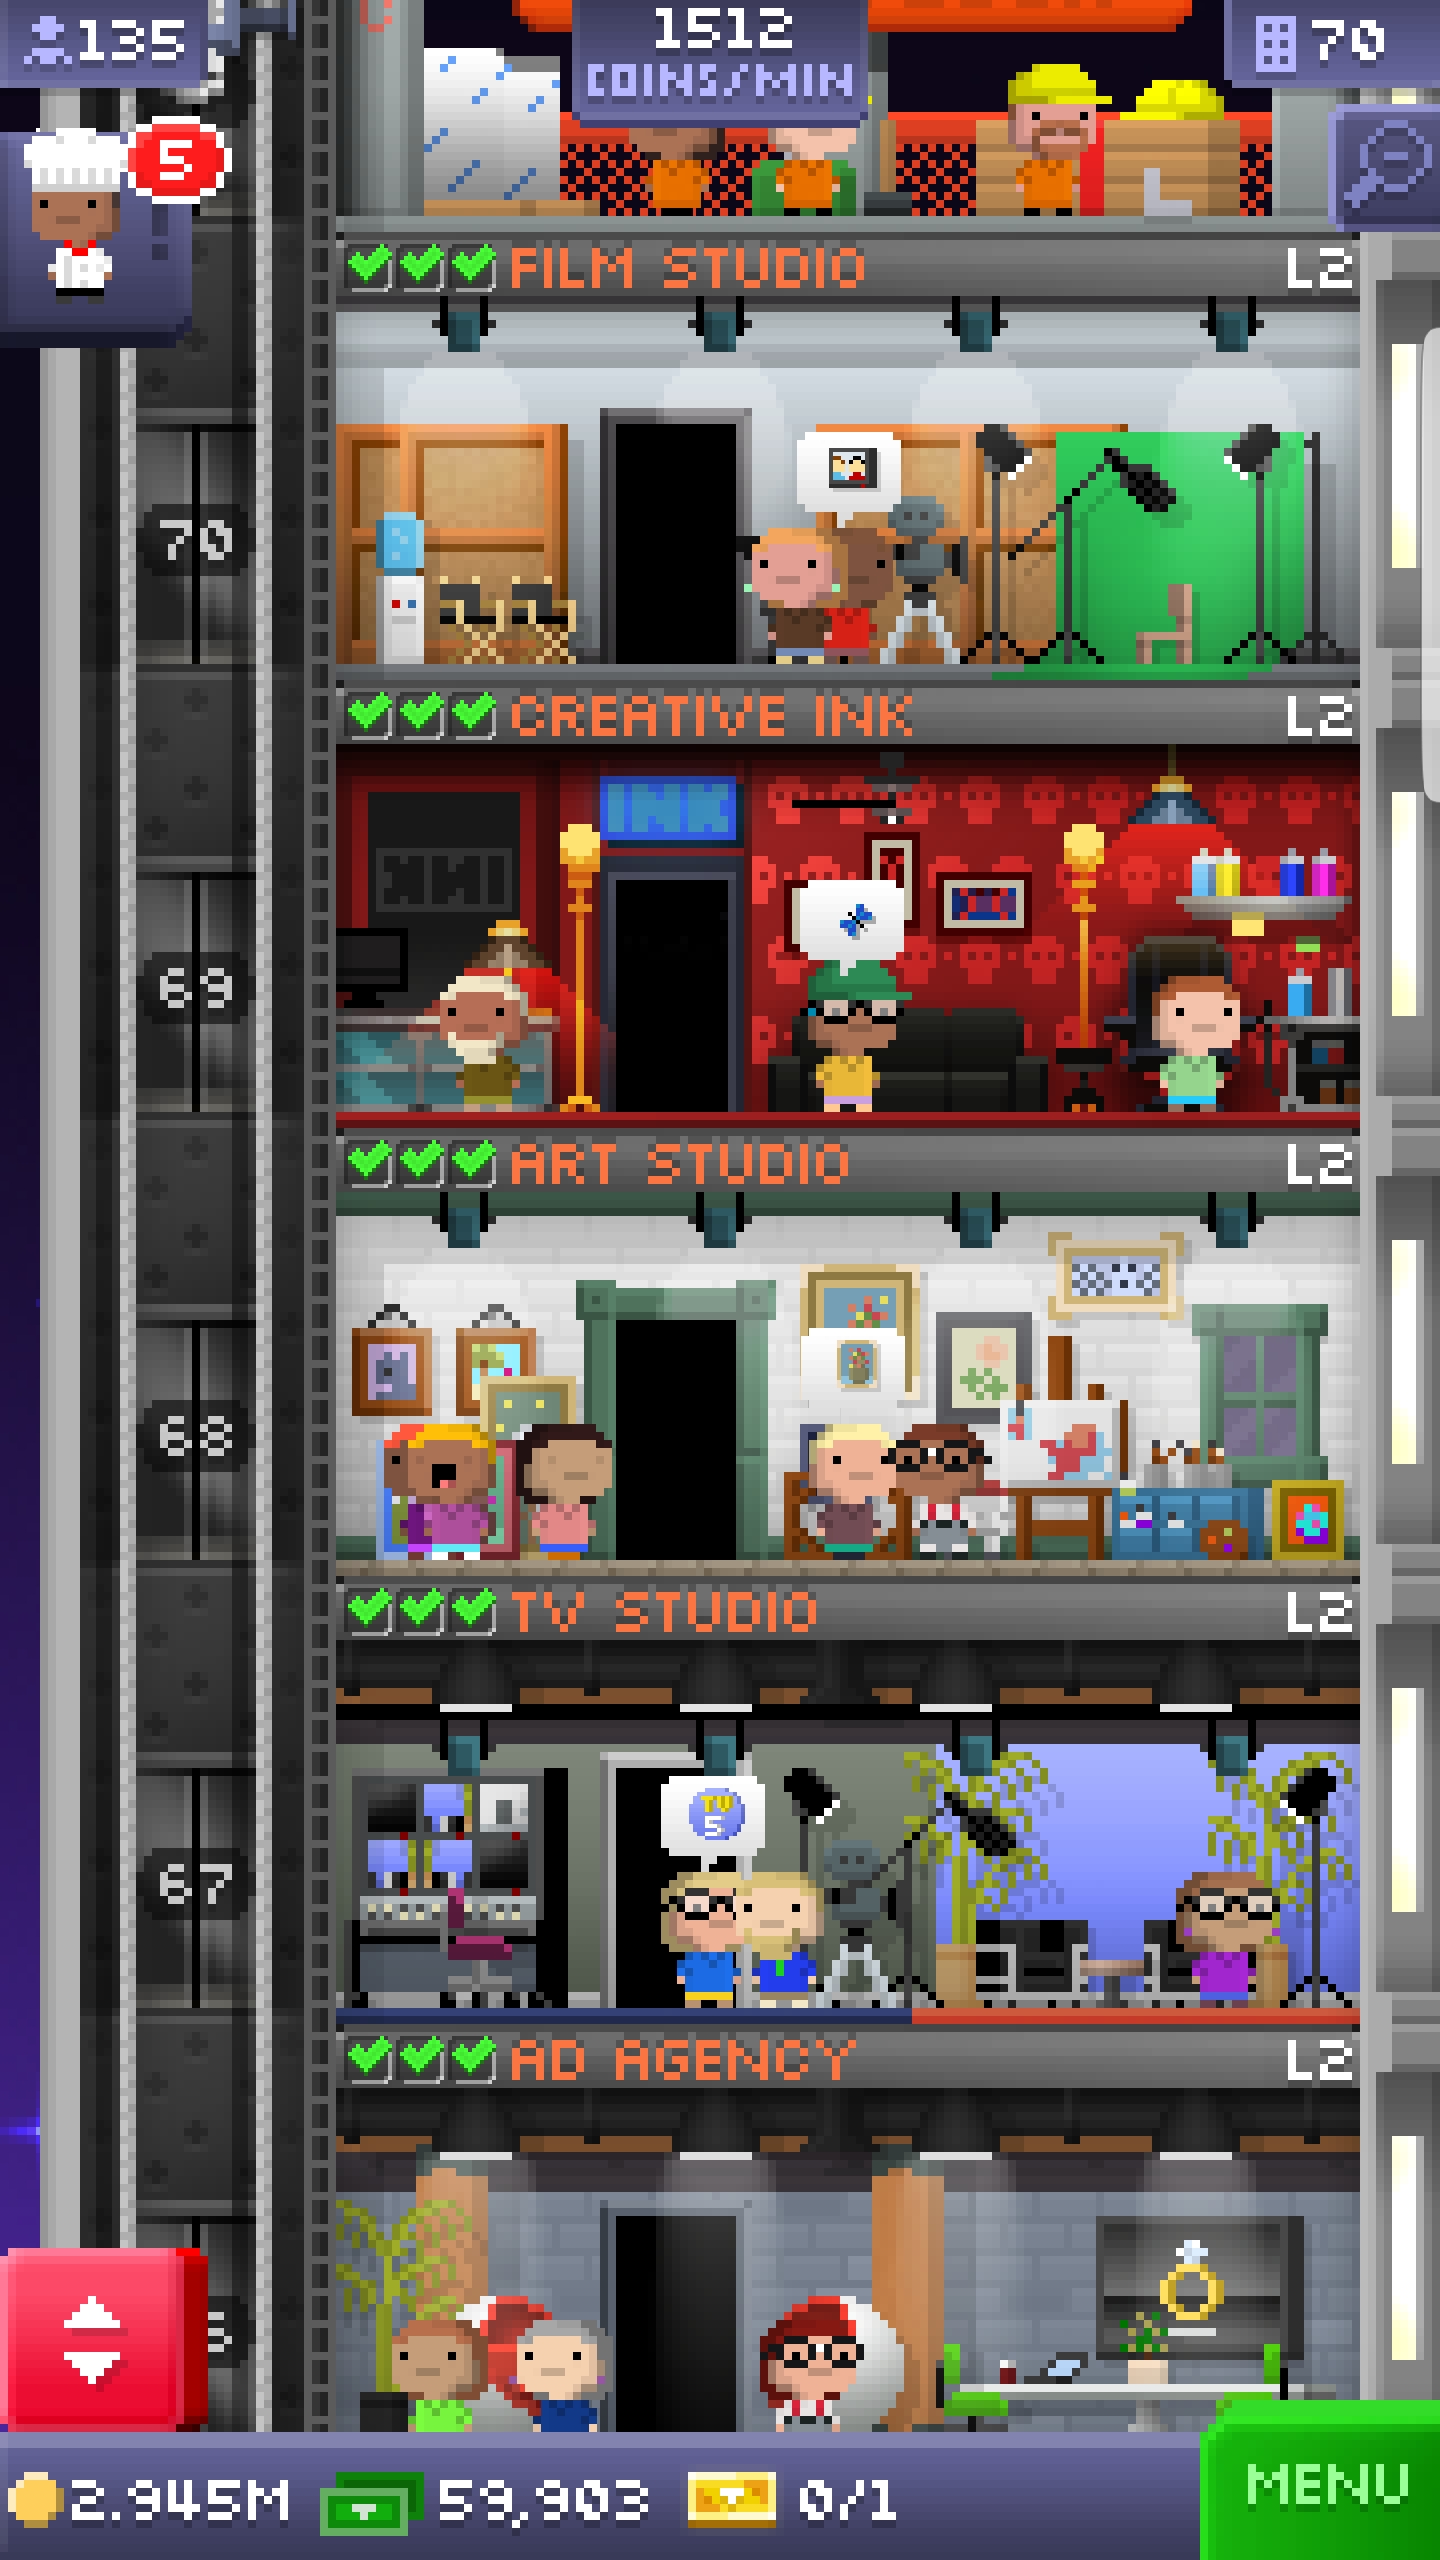 135
1512
COINS/MIN
70
5
FILM STUDIO L2
70
CREATIVE INK L2
INK
69
ART STUDIO L2
68
TV STUDIO L2
TV
5
67
AD AGENCY L2
2.945M 59,903 0/1
MENU